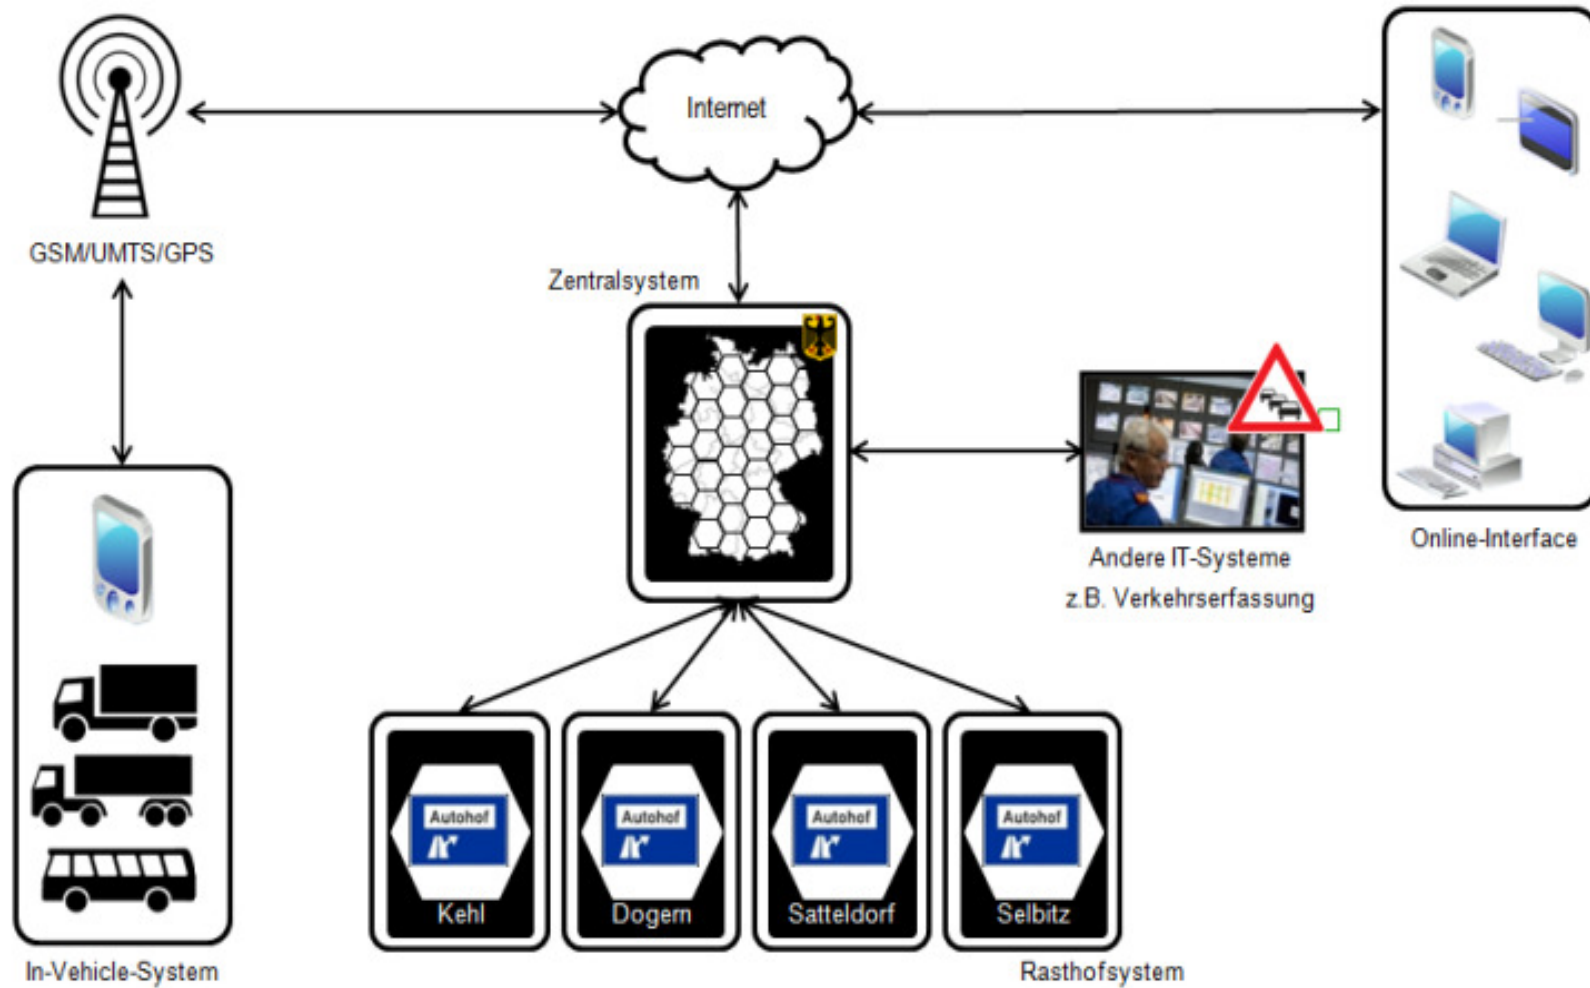 Internet
GSM/UMTS/GPS
Zentralsystem
Andere IT-Systeme
z.B. Verkehrserfassung
Online-Interface
Autohof
Kehl
Autohof
Dogern
Autohof
Satteldorf
Autohof
Selbitz
In-Vehicle-System
Rasthofsystem